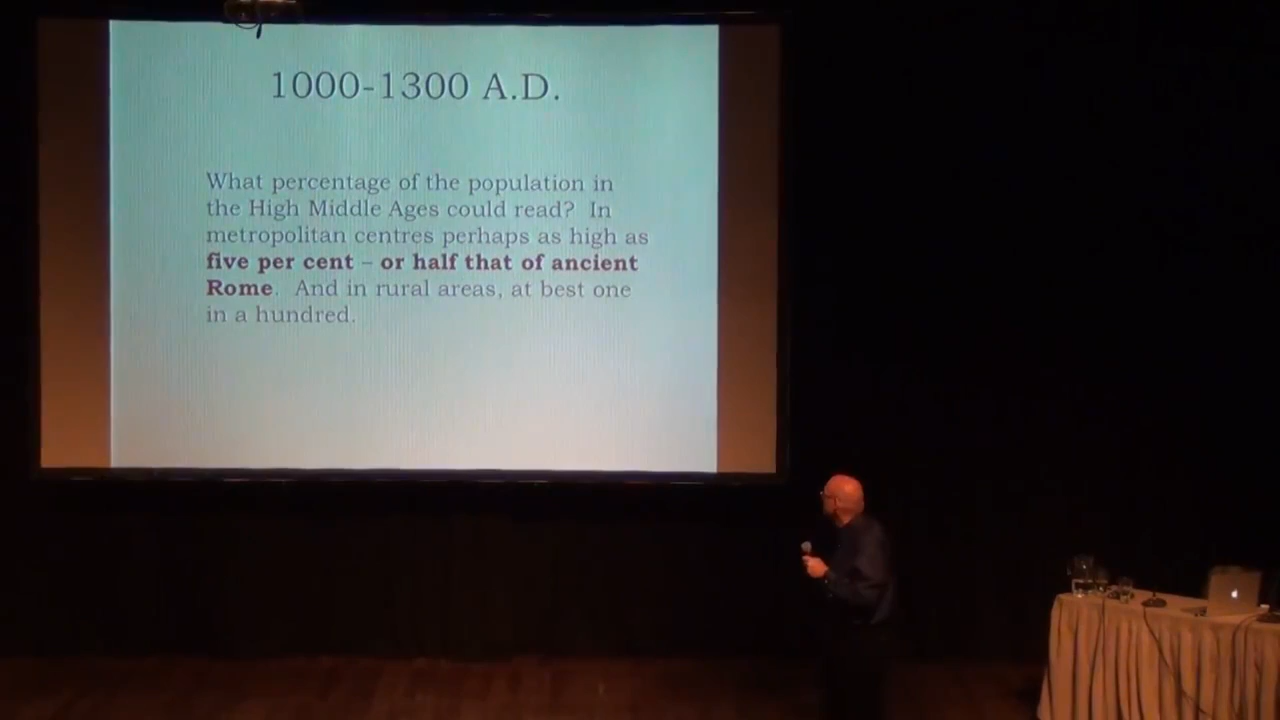 1000-1300 A.D.
What percentage of the population in
the High Middle Ages could read? In
metropolitan centres perhaps as high as
five per cent – or half that of ancient
Rome. And in rural areas, at best one
in a hundred.